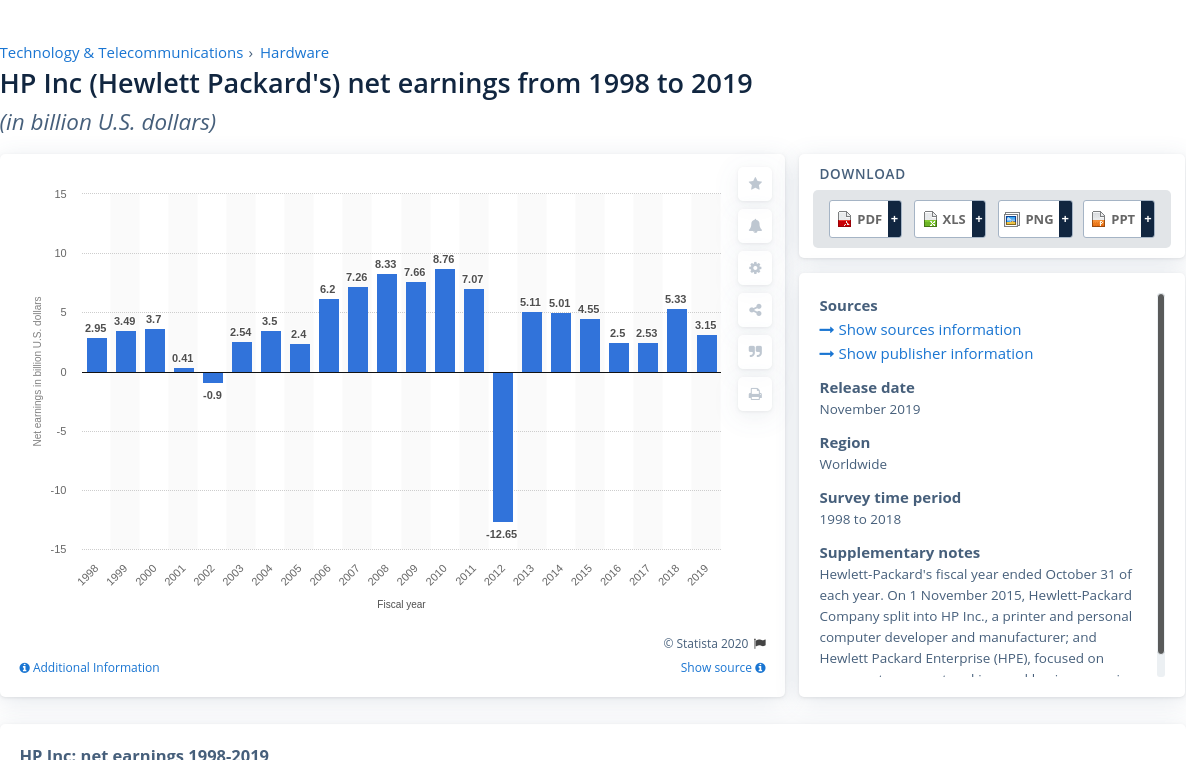 Technology & Telecommunications › Hardware
HP Inc (Hewlett Packard's) net earnings from 1998 to 2019
(in billion U.S. dollars)
15
10
5
0
-5
-10
-15
Net earnings in billion U.S. dollars
2.95
3.49
3.7
0.41
-0.9
2.54
3.5
2.4
6.2
7.26
8.33
7.66
8.76
7.07
-12.65
5.11
5.01
4.55
2.5
2.53
5.33
3.15
1998
1999
2000
2001
2002
2003
2004
2005
2006
2007
2008
2009
2010
2011
2012
2013
2014
2015
2016
2017
2018
2019
Fiscal year
© Statista 2020
Additional Information
Show source
DOWNLOAD
PDF + XLS + PNG + PPT +
Sources
Show sources information
Show publisher information
Release date
November 2019
Region
Worldwide
Survey time period
1998 to 2018
Supplementary notes
Hewlett-Packard's fiscal year ended October 31 of
each year. On 1 November 2015, Hewlett-Packard
Company split into HP Inc., a printer and personal
computer developer and manufacturer; and
Hewlett Packard Enterprise (HPE), focused on
HP Inc: net earnings 1998-2019